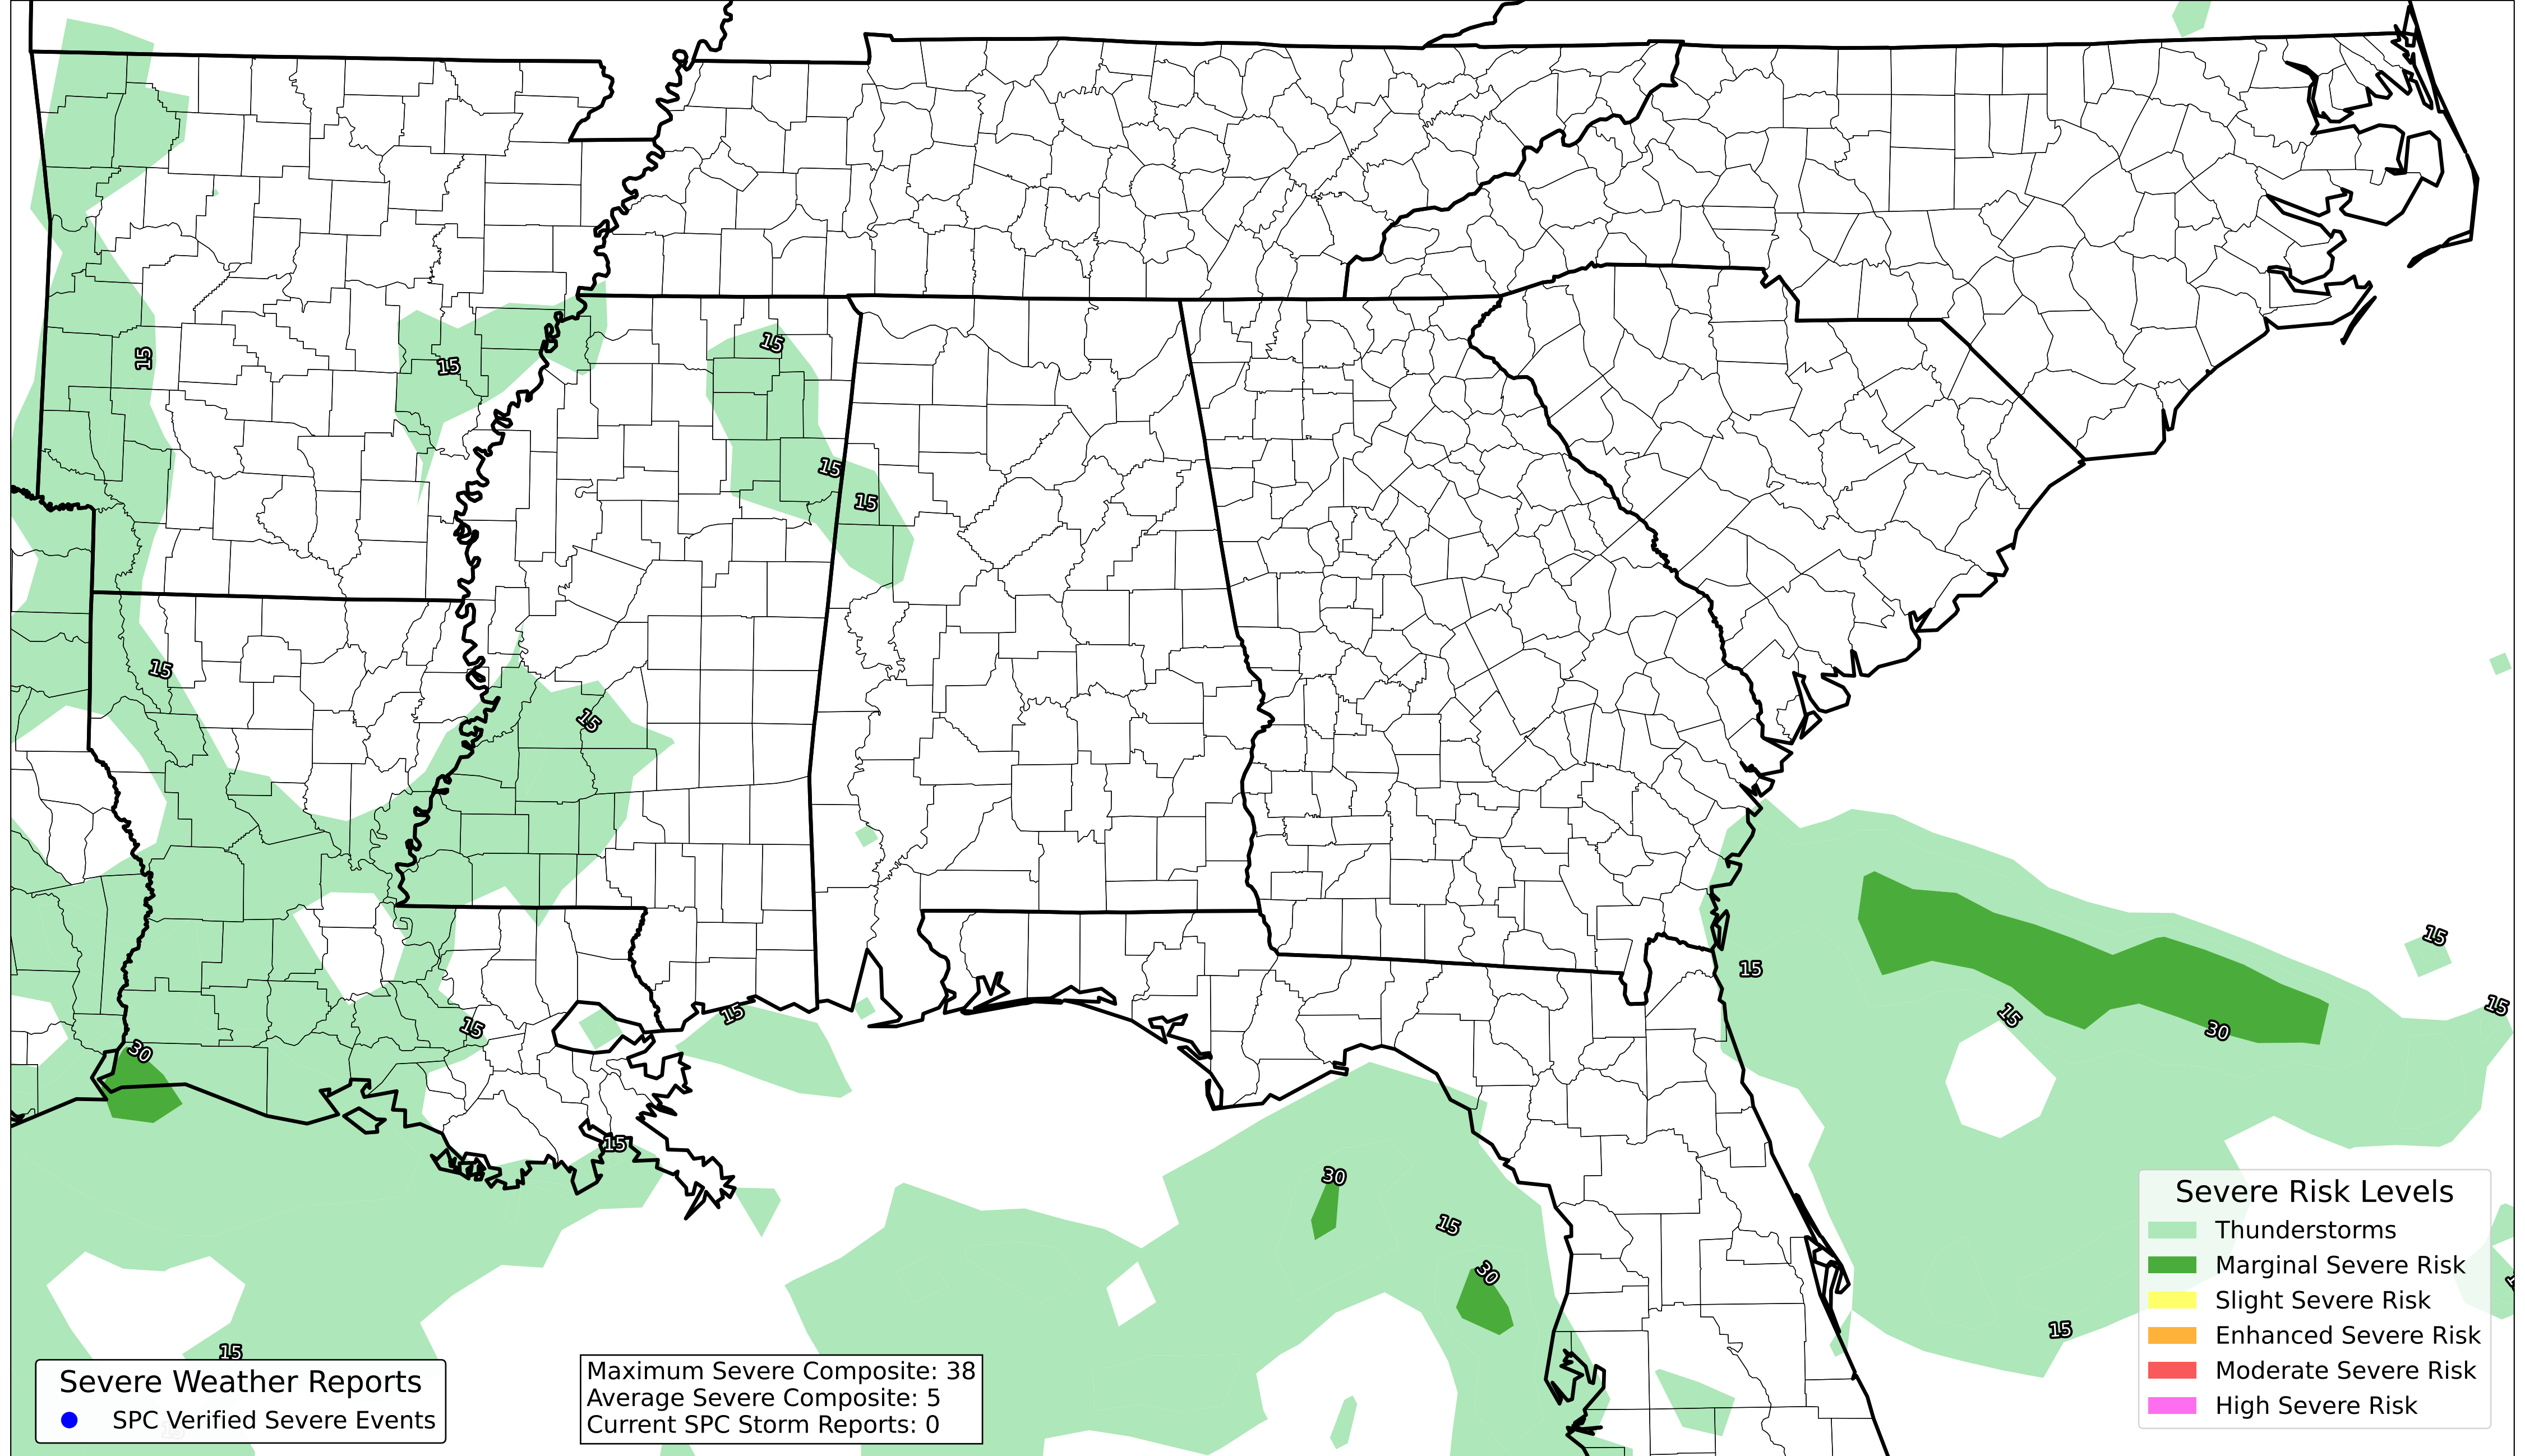 15
15
15
15
15
15
15
30
15
15
15
15
30
15
30
15
30
15
15
15
15
15
Severe Weather Reports
SPC Verified Severe Events
Maximum Severe Composite: 38
Average Severe Composite: 5
Current SPC Storm Reports: 0
Severe Risk Levels
Thunderstorms
Marginal Severe Risk
Slight Severe Risk
Enhanced Severe Risk
Moderate Severe Risk
High Severe Risk